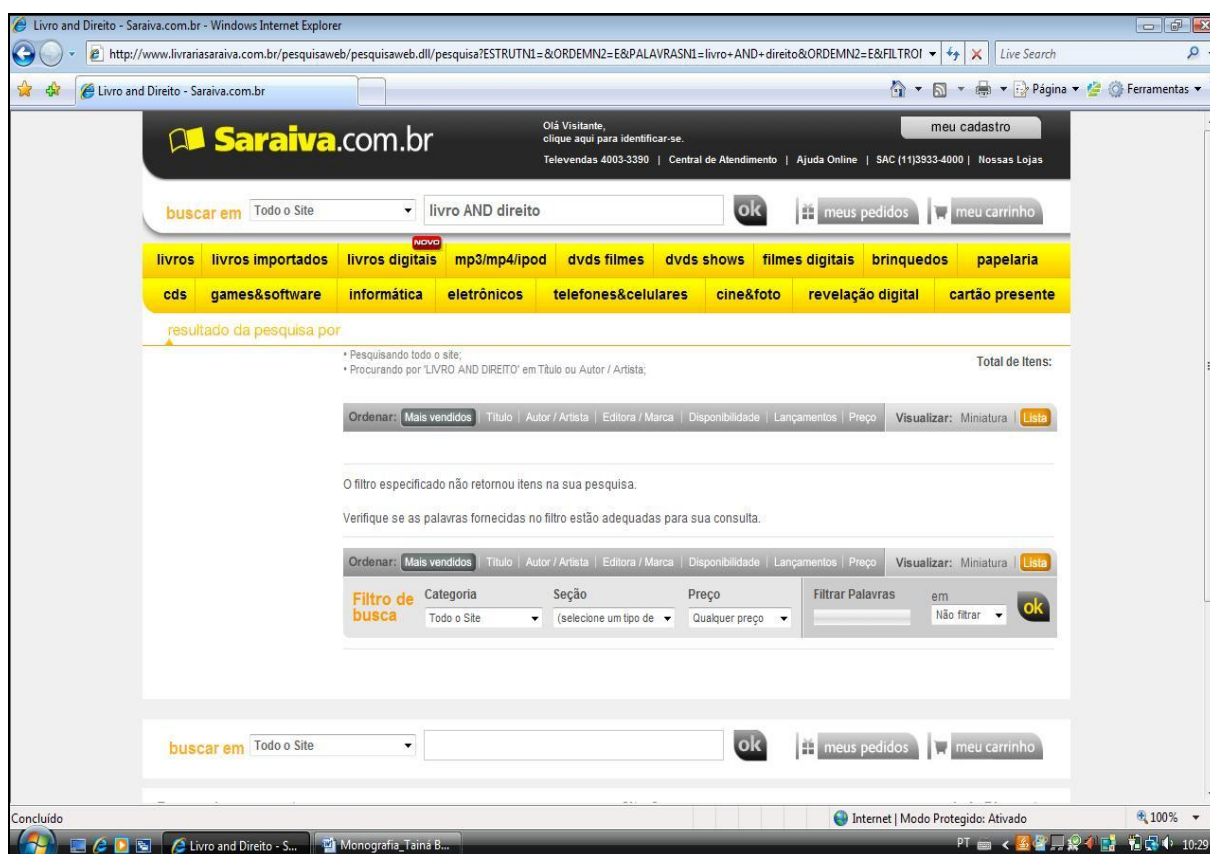 Livro and Direito - Saraiva.com.br - Windows Internet Explorer
http://www.livrariasaraiva.com.br/pesquisaweb/pesquisaweb.dll/pesquisa?ESTRUTN1=&ORDEMN2=E&PALAVRASN1=livro+AND+direito&ORDEMN2=E&FILTRO Live Search
Livro and Direito - Saraiva.com.br Página Ferramentas
Saraiva.com.br
Olá Visitante,
clique aqui para identificar-se.
meu cadastro
Televendas 4003-3390 | Central de Atendimento | Ajuda Online | SAC (11)3933-4000 | Nossas Lojas
buscar em Todo o Site livro AND direito ok meus pedidos meu carrinho
NOVO
livros livros importados livros digitais mp3/mp4/ipod dvds filmes dvds shows filmes digitais brinquedos papelaria
cds games&software informática eletrônicos telefones&celulares cine&foto revelação digital cartão presente
resultado da pesquisa por
• Pesquisando todo o site;
• Procurando por 'LIVRO AND DIREITO' em Título ou Autor / Artista;
Total de Itens:
Ordenar: Mais vendidos | Título | Autor / Artista | Editora / Marca | Disponibilidade | Lançamentos | Preço Visualizar: Miniatura | Lista
O filtro especificado não retornou itens na sua pesquisa.
Verifique se as palavras fornecidas no filtro estão adequadas para sua consulta.
Ordenar: Mais vendidos | Título | Autor / Artista | Editora / Marca | Disponibilidade | Lançamentos | Preço Visualizar: Miniatura | Lista
Filtro de busca
Categoria Seção Preço Filtrar Palavras em
Todo o Site (selecione um tipo de Qualquer preço Não filtrar ok
buscar em Todo o Site ok meus pedidos meu carrinho
Concluído Internet | Modo Protegido: Ativado 100%
Livro and Direito - S... Monografia_Tainá B... PT 10:29